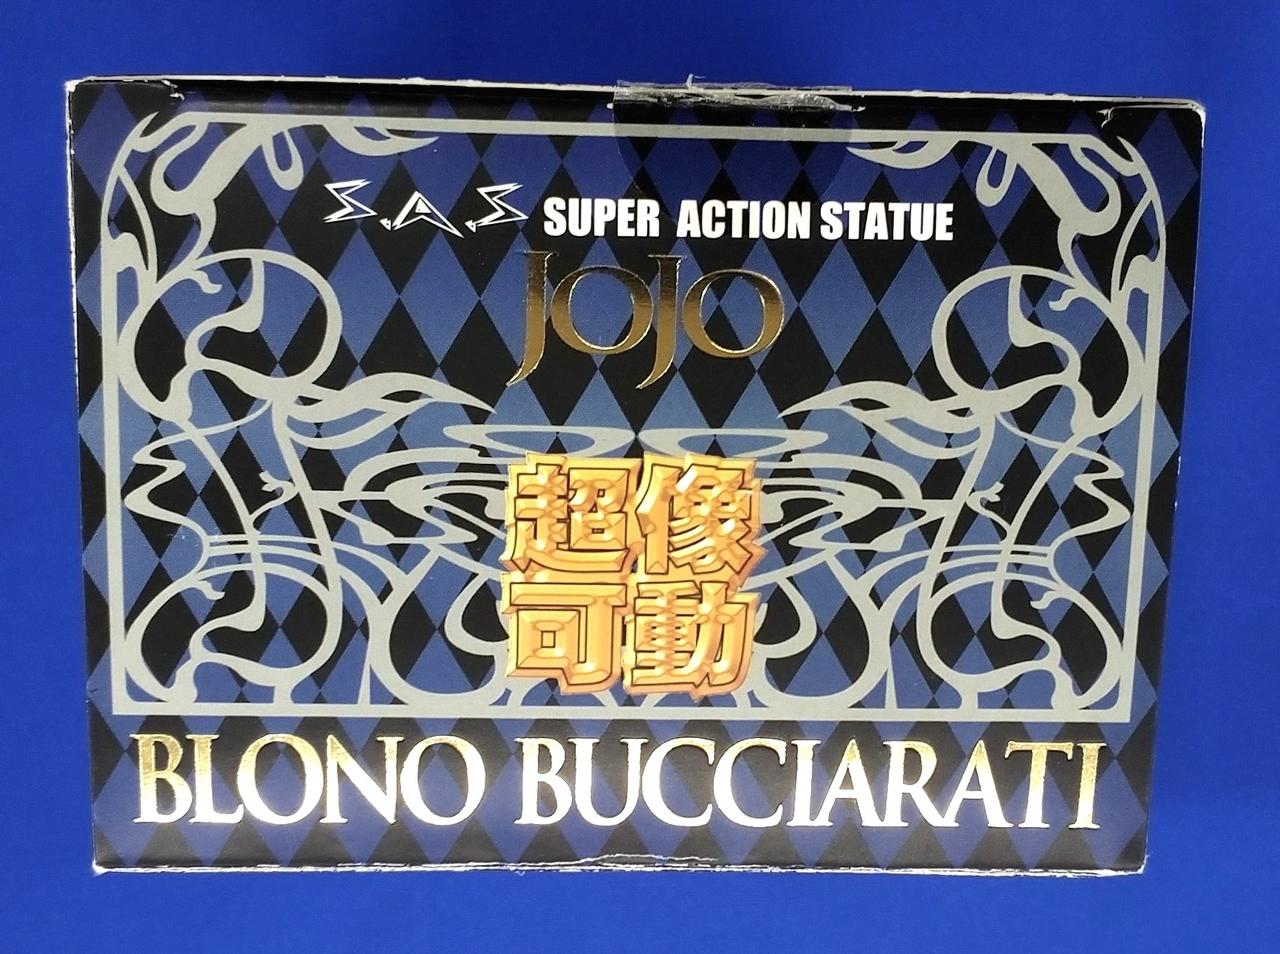 S.A.S SUPER ACTION STATUE
JOJO
超像
可動
BLONO BUCCIARATI